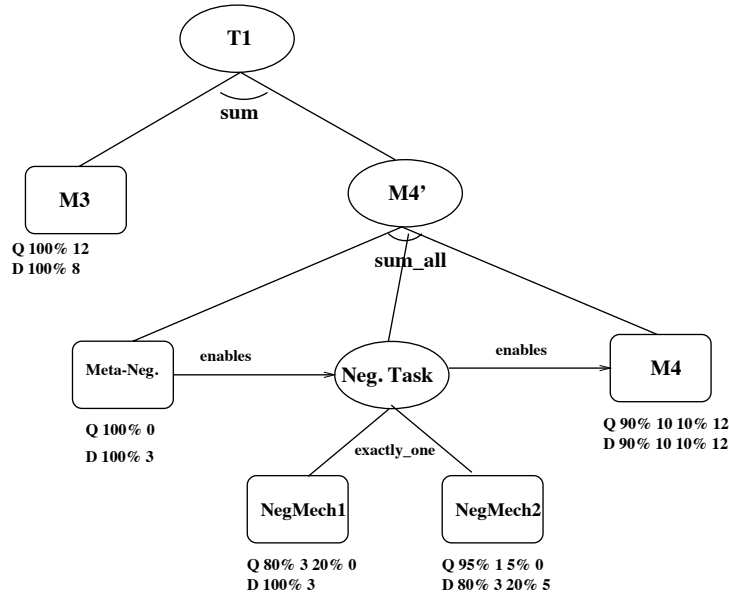 T1
sum
M3
M4’
Q 100% 12
D 100% 8
sum_all
Meta-Neg.
enables
Neg. Task
enables
M4
Q 100% 0
D 100% 3
Q 90% 10 10% 12
D 90% 10 10% 12
exactly_one
NegMech1
NegMech2
Q 80% 3 20% 0
D 100% 3
Q 95% 1 5% 0
D 80% 3 20% 5